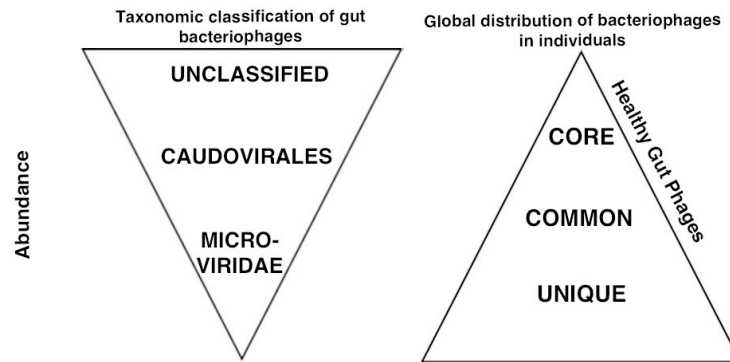 Taxonomic classification of gut
bacteriophages
UNCLASSIFIED
CAUDOVIRALES
MICRO-
VIRIDAE
Abundance
Global distribution of bacteriophages
in individuals
CORE
COMMON
UNIQUE
Healthy Gut Phages